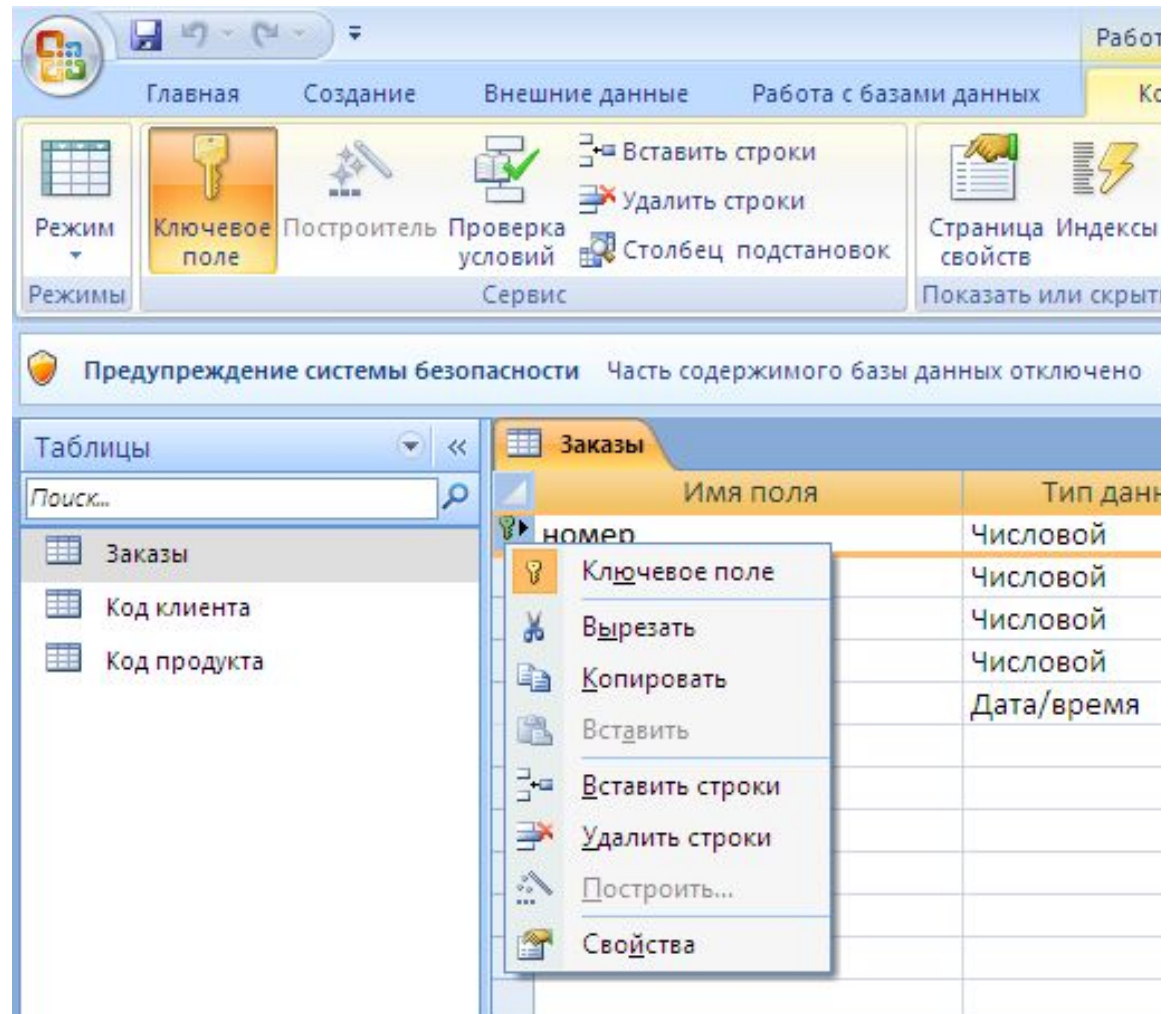 Работ
Главная Создание Внешние данные Работа с базами данных Ко
Режим
Ключевое поле
Построитель
Проверка условий
Вставить строки
Удалить строки
Столбец подстановок
Страница свойств
Индексы
Режимы Сервис Показать или скрыт
Предупреждение системы безопасности Часть содержимого базы данных отключено
Таблицы
Поиск...
Заказы
Код клиента
Код продукта
Заказы
Имя поля Тип данн
номер Числовой
Числовой
Числовой
Числовой
Дата/время
Ключевое поле
Вырезать
Копировать
Вставить
Вставить строки
Удалить строки
Построить...
Свойства